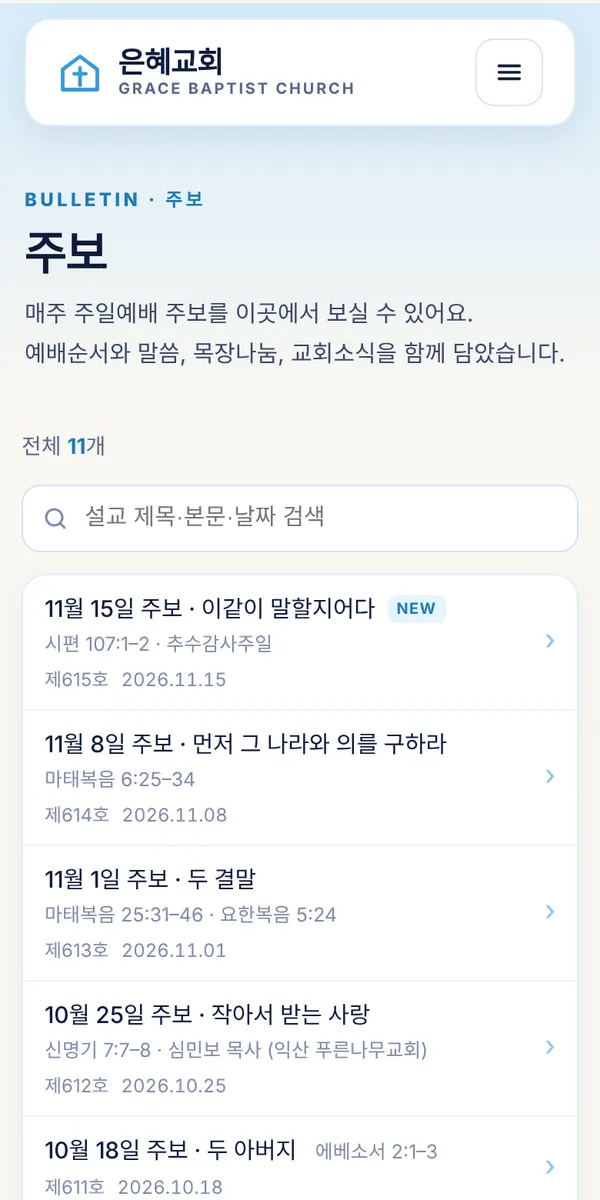 은혜교회
GRACE BAPTIST CHURCH
BULLETIN · 주보
주보
매주 주일예배 주보를 이곳에서 보실 수 있어요.
예배순서와 말씀, 목장나눔, 교회소식을 함께 담았습니다.
전체 11개
설교 제목·본문·날짜 검색
11월 15일 주보 · 이같이 말할지어다 NEW
시편 107:1–2 · 추수감사주일
제615호 2026.11.15
11월 8일 주보 · 먼저 그 나라와 의를 구하라
마태복음 6:25–34
제614호 2026.11.08
11월 1일 주보 · 두 결말
마태복음 25:31–46 · 요한복음 5:24
제613호 2026.11.01
10월 25일 주보 · 작아서 받는 사랑
신명기 7:7–8 · 심민보 목사 (익산 푸른나무교회)
제612호 2026.10.25
10월 18일 주보 · 두 아버지 에베소서 2:1–3
제611호 2026.10.18